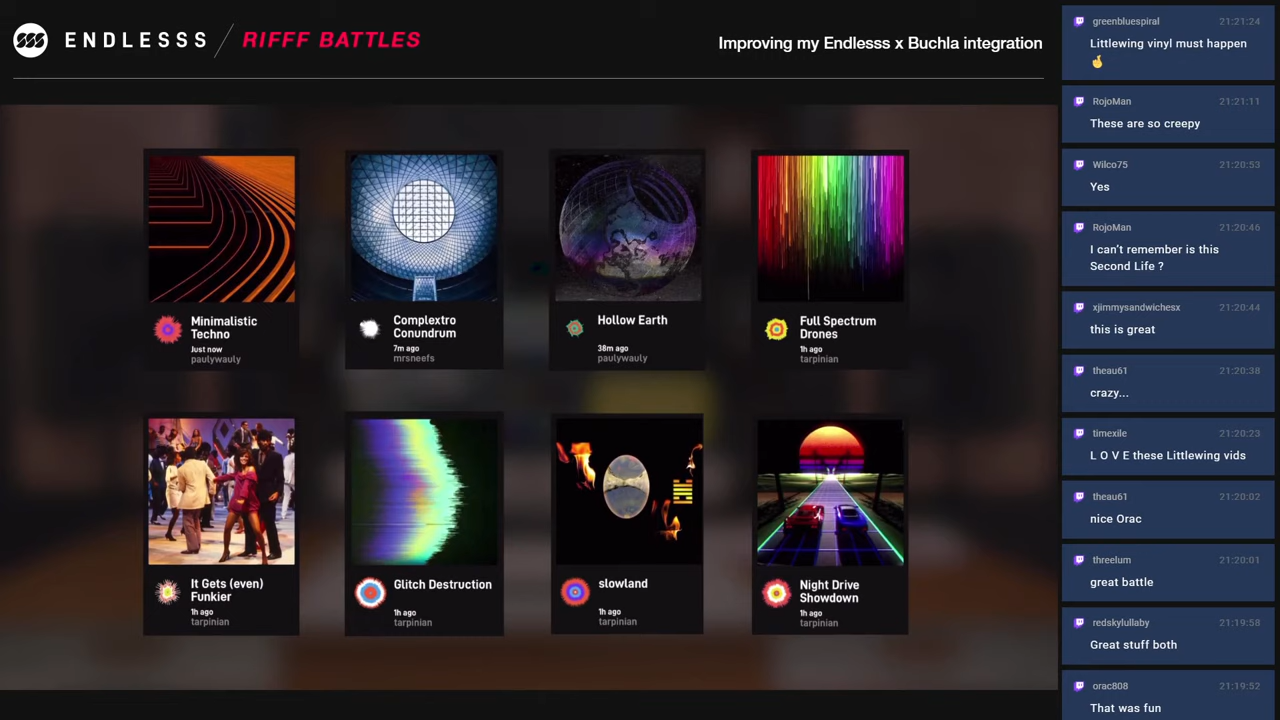 ENDLESSS / RIFFF BATTLES
Improving my Endlesss x Buchla integration
Minimalistic
Techno
Just now
paulywauly
Complextro
Conundrum
7m ago
mrsneefs
Hollow Earth
38m ago
paulywauly
Full Spectrum
Drones
1h ago
tarpinian
It Gets (even)
Funkier
1h ago
tarpinian
Glitch Destruction
1h ago
tarpinian
slowland
1h ago
tarpinian
Night Drive
Showdown
1h ago
tarpinian
greenbluespiral 21:21:24
Littlewing vinyl must happen
🤞
RojoMan 21:21:11
These are so creepy
Wilco75 21:20:53
Yes
RojoMan 21:20:46
I can't remember is this
Second Life ?
xjimmysandwichesx 21:20:44
this is great
theau61 21:20:38
crazy...
timexile 21:20:23
L O V E these Littlewing vids
theau61 21:20:02
nice Orac
threelum 21:20:01
great battle
redskylullaby 21:19:58
Great stuff both
orac808 21:19:52
That was fun